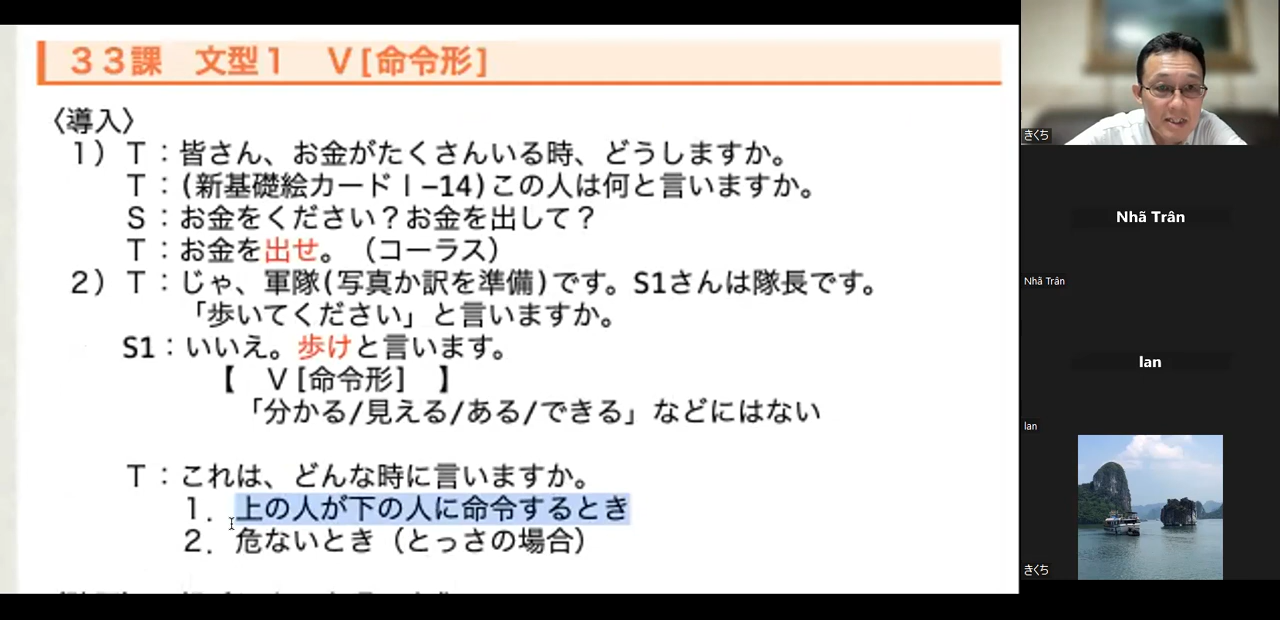 ３３課　文型１　Ｖ[命令形]
〈導入〉
１）Ｔ：皆さん、お金がたくさんいる時、どうしますか。
Ｔ：(新基礎絵カードⅠ–14)この人は何と言いますか。
Ｓ：お金をください？お金を出して？
Ｔ：お金を出せ。（コーラス）
２）Ｔ：じゃ、軍隊(写真か訳を準備)です。S1さんは隊長です。
「歩いてください」と言いますか。
S1：いいえ。歩けと言います。
【　Ｖ[命令形]　】
「分かる/見える/ある/できる」などにはない
Ｔ：これは、どんな時に言いますか。
１．上の人が下の人に命令するとき
２．危ないとき（とっさの場合）
きくち
Nhã Trân
Nhã Trân
lan
lan
きくち